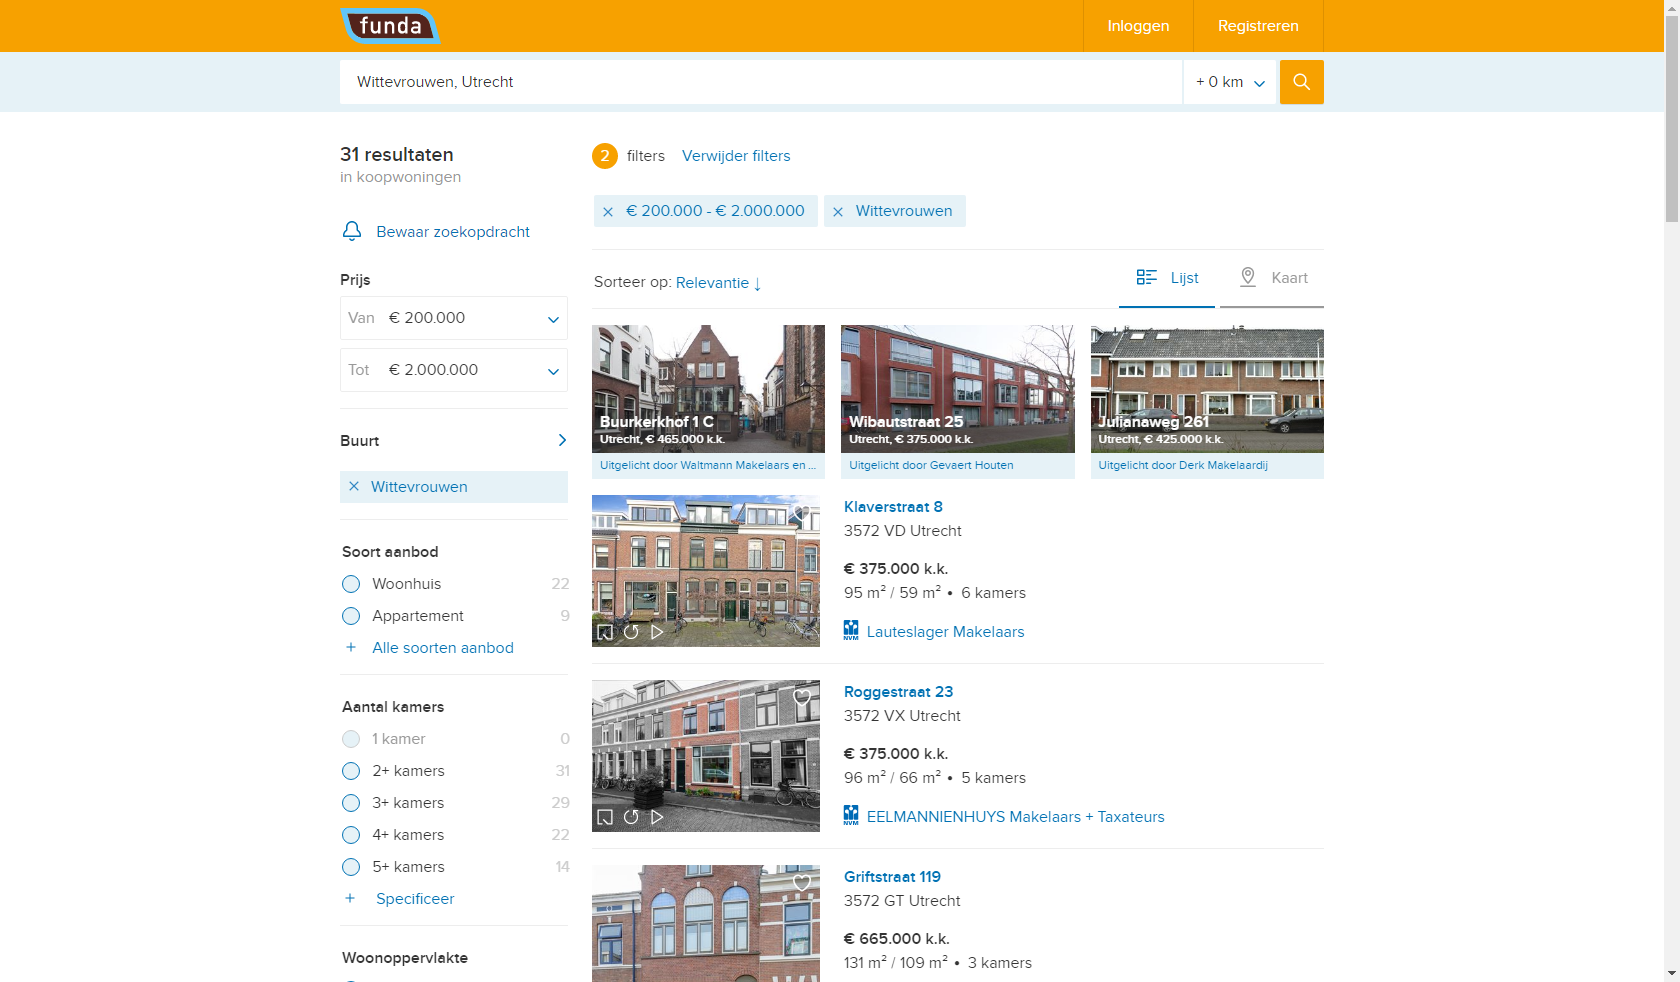 funda
Inloggen
Registreren
Wittevrouwen, Utrecht
+ 0 km
31 resultaten
in koopwoningen
Bewaar zoekopdracht
Prijs
Van € 200.000
Tot € 2.000.000
Buurt
× Wittevrouwen
Soort aanbod
Woonhuis 22
Appartement 9
+ Alle soorten aanbod
Aantal kamers
1 kamer 0
2+ kamers 31
3+ kamers 29
4+ kamers 22
5+ kamers 14
+ Specificeer
Woonoppervlakte
2 filters Verwijder filters
× € 200.000 - € 2.000.000
× Wittevrouwen
Sorteer op: Relevantie ↓
Lijst
Kaart
Buurkerkhof 1 C
Utrecht, € 465.000 k.k.
Uitgelicht door Waltmann Makelaars en ...
Wibautstraat 25
Utrecht, € 375.000 k.k.
Uitgelicht door Gevaert Houten
Julianaweg 261
Utrecht, € 425.000 k.k.
Uitgelicht door Derk Makelaardij
Klaverstraat 8
3572 VD Utrecht
€ 375.000 k.k.
95 m² / 59 m² • 6 kamers
NVM Lauteslager Makelaars
Roggestraat 23
3572 VX Utrecht
€ 375.000 k.k.
96 m² / 66 m² • 5 kamers
NVM EELMANNIENHUYS Makelaars + Taxateurs
Griftstraat 119
3572 GT Utrecht
€ 665.000 k.k.
131 m² / 109 m² • 3 kamers